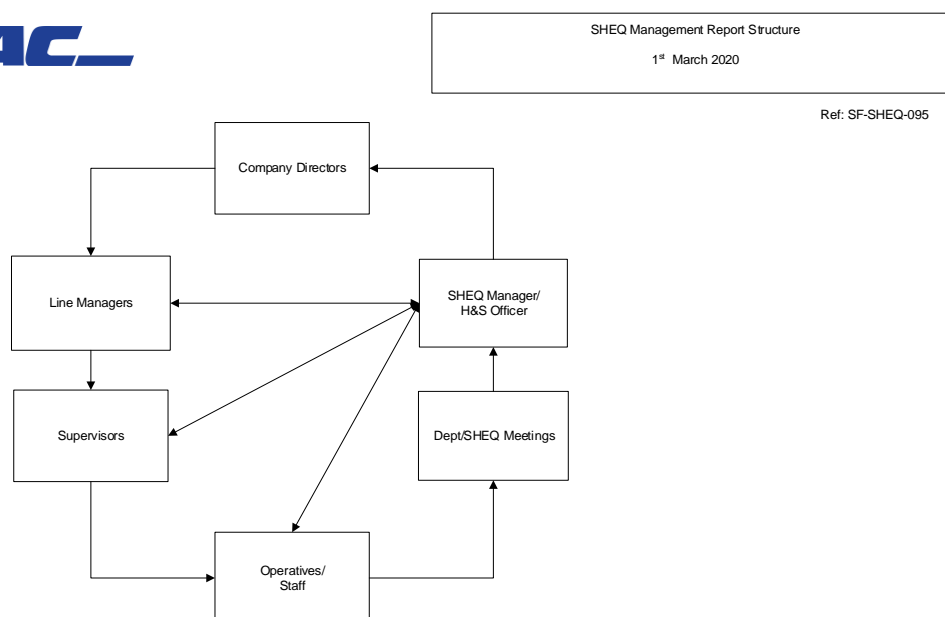 AC
SHEQ Management Report Structure
1st March 2020
Ref: SF-SHEQ-095
Company Directors
Line Managers
SHEQ Manager/
H&S Officer
Supervisors
Dept/SHEQ Meetings
Operatives/
Staff